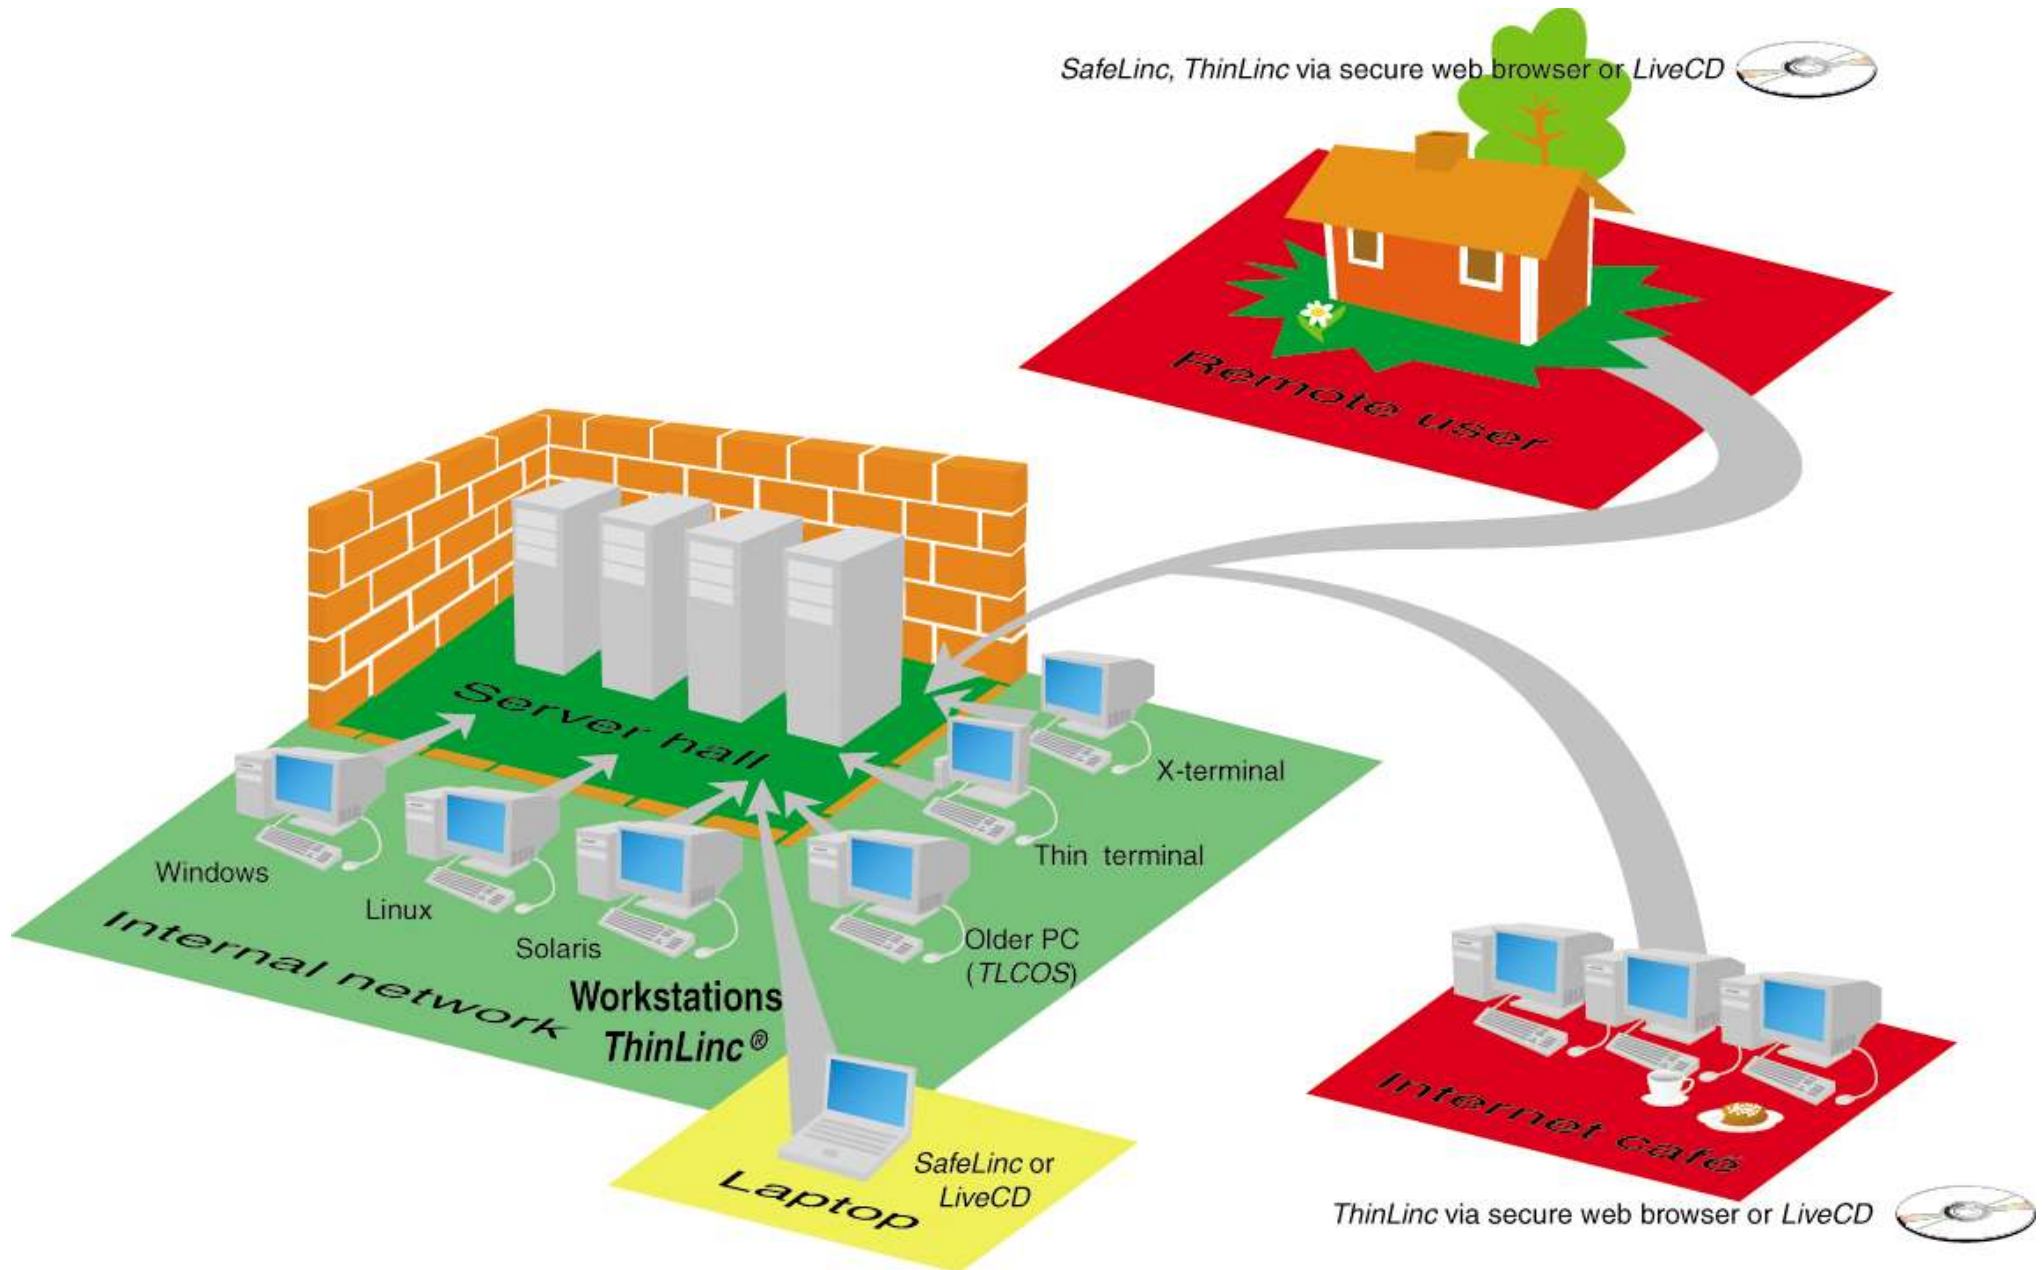 SafeLinc, ThinLinc via secure web browser or LiveCD
Remote user
Server hall
X-terminal
Thin terminal
Windows
Linux
Solaris
Older PC
(TLCOS)
Internal network
Workstations
ThinLinc®
SafeLinc or
LiveCD
Laptop
Internet café
ThinLinc via secure web browser or LiveCD